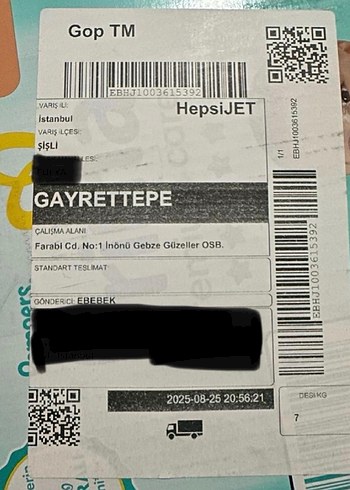 Gop TM
EBHJ1003615392
VARIŞ İLİ:
HepsiJET
İstanbul
VARIŞ İLÇESİ:
ŞİŞLİ
LESİ:
GAYRETTEPE
ÇALIŞMA ALANI
Farabi Cd. No:1 İnönü Gebze Güzeller OSB.
STANDART TESLİMAT
GÖNDERİCİ: EBEBEK
2025-08-25 20:56:21
DESİ/KG
7
1/1
EBHJ1003615392
EBHJ1003615392